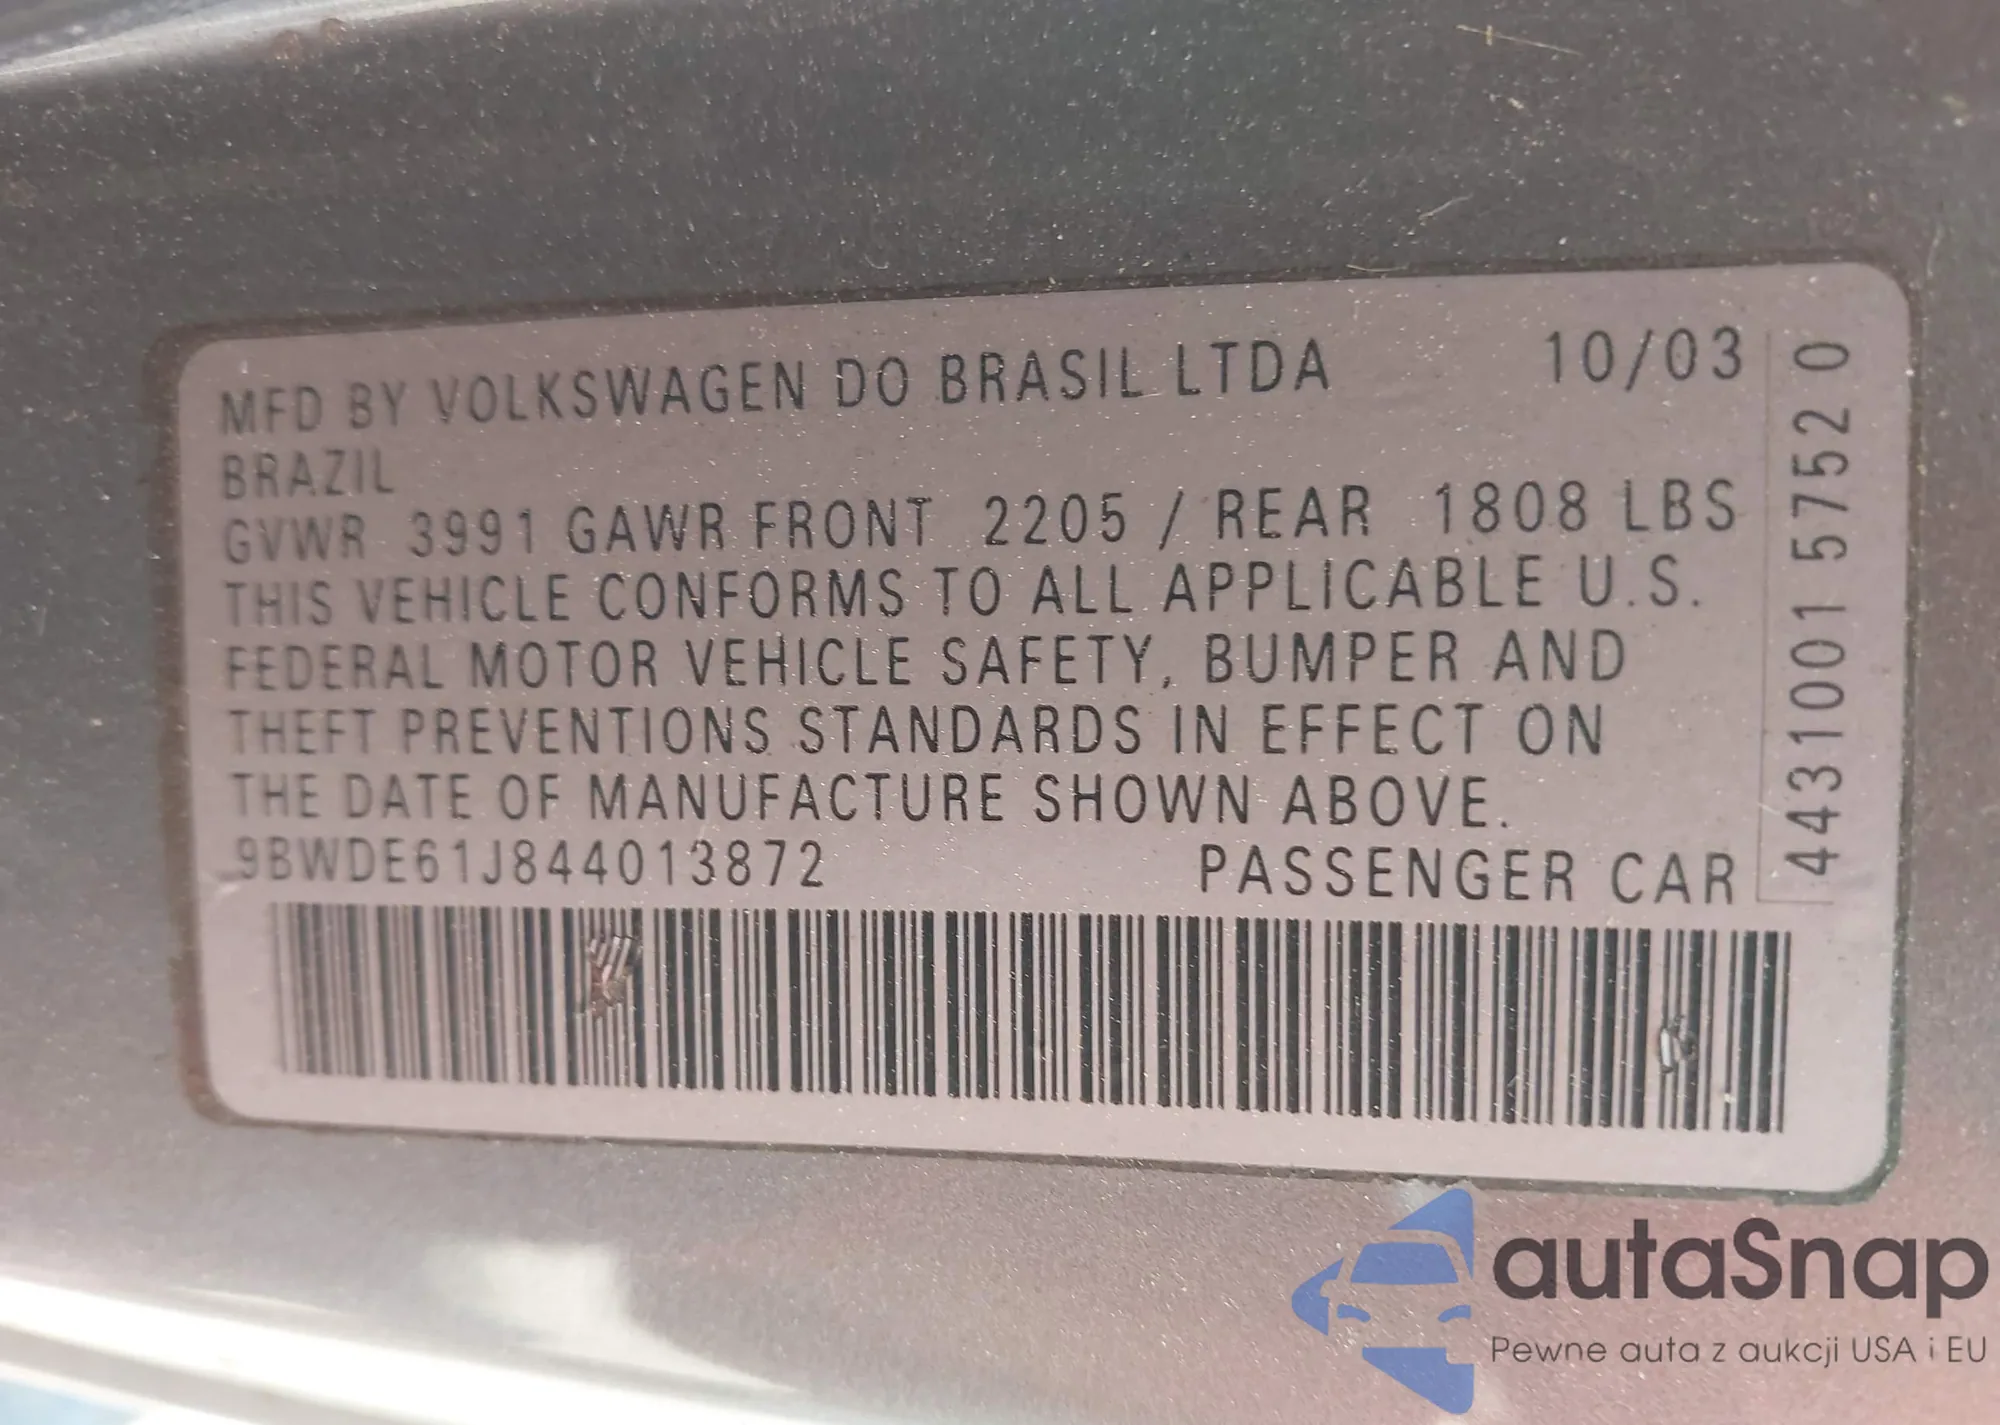 MFD BY VOLKSWAGEN DO BRASIL LTDA 10/03
BRAZIL
GVWR 3991 GAWR FRONT 2205 / REAR 1808 LBS
THIS VEHICLE CONFORMS TO ALL APPLICABLE U.S.
FEDERAL MOTOR VEHICLE SAFETY, BUMPER AND
THEFT PREVENTIONS STANDARDS IN EFFECT ON
THE DATE OF MANUFACTURE SHOWN ABOVE.
9BWDE61J844013872 PASSENGER CAR
4431001 5752 0
autaSnap
Pewne auta z aukcji USA i EU